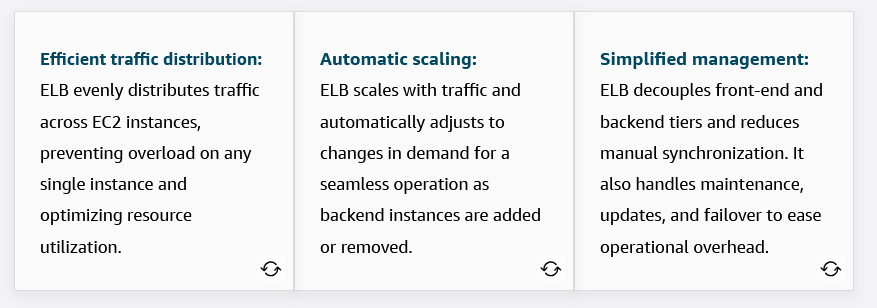 Efficient traffic distribution:
ELB evenly distributes traffic
across EC2 instances,
preventing overload on any
single instance and
optimizing resource
utilization.
Automatic scaling:
ELB scales with traffic and
automatically adjusts to
changes in demand for a
seamless operation as
backend instances are added
or removed.
Simplified management:
ELB decouples front-end and
backend tiers and reduces
manual synchronization. It
also handles maintenance,
updates, and failover to ease
operational overhead.